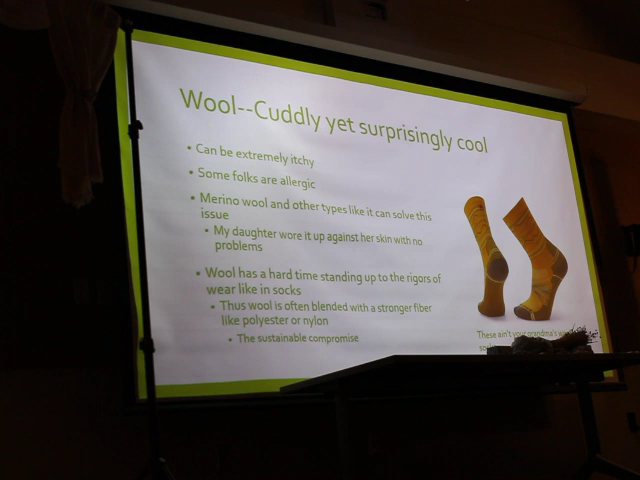 Wool--Cuddly yet surprisingly cool
• Can be extremely itchy
• Some folks are allergic
• Merino wool and other types like it can solve this
issue
• My daughter wore it up against her skin with no
problems
• Wool has a hard time standing up to the rigors of
wear like in socks
• Thus wool is often blended with a stronger fiber
like polyester or nylon
• The sustainable compromise
These ain't your grandma's